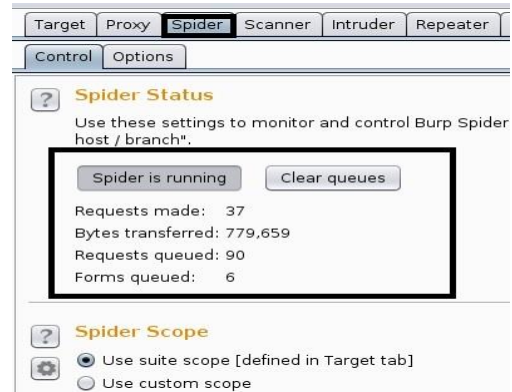 Target Proxy Spider Scanner Intruder Repeater
Control Options
? Spider Status
Use these settings to monitor and control Burp Spider
host / branch".
Spider is running Clear queues
Requests made: 37
Bytes transferred: 779,659
Requests queued: 90
Forms queued: 6
? Spider Scope
Use suite scope [defined in Target tab]
Use custom scope